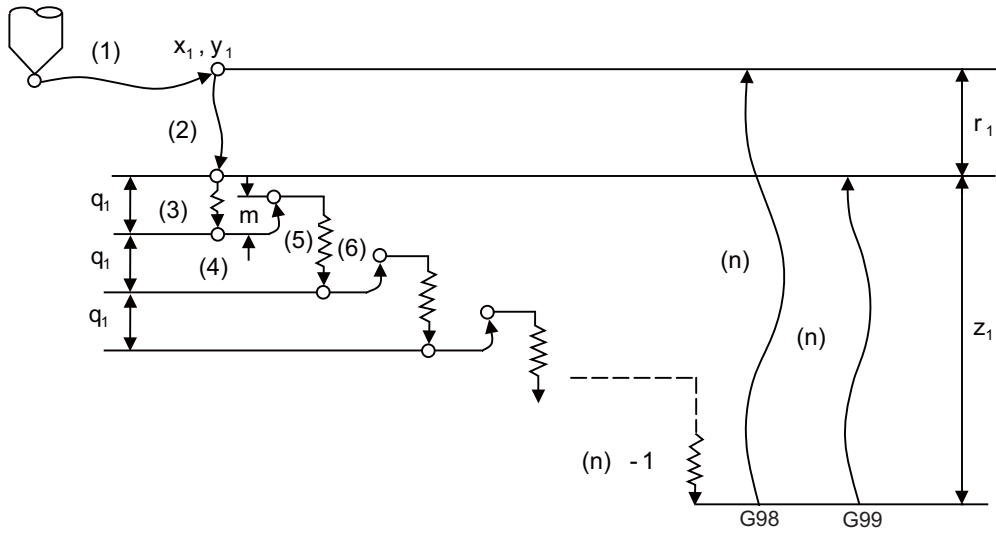 (1)
x₁ , y₁
(2)
r₁
q₁
(3)
m
(5)
(6)
q₁
(4)
(n)
q₁
(n)
z₁
(n) - 1
G98
G99